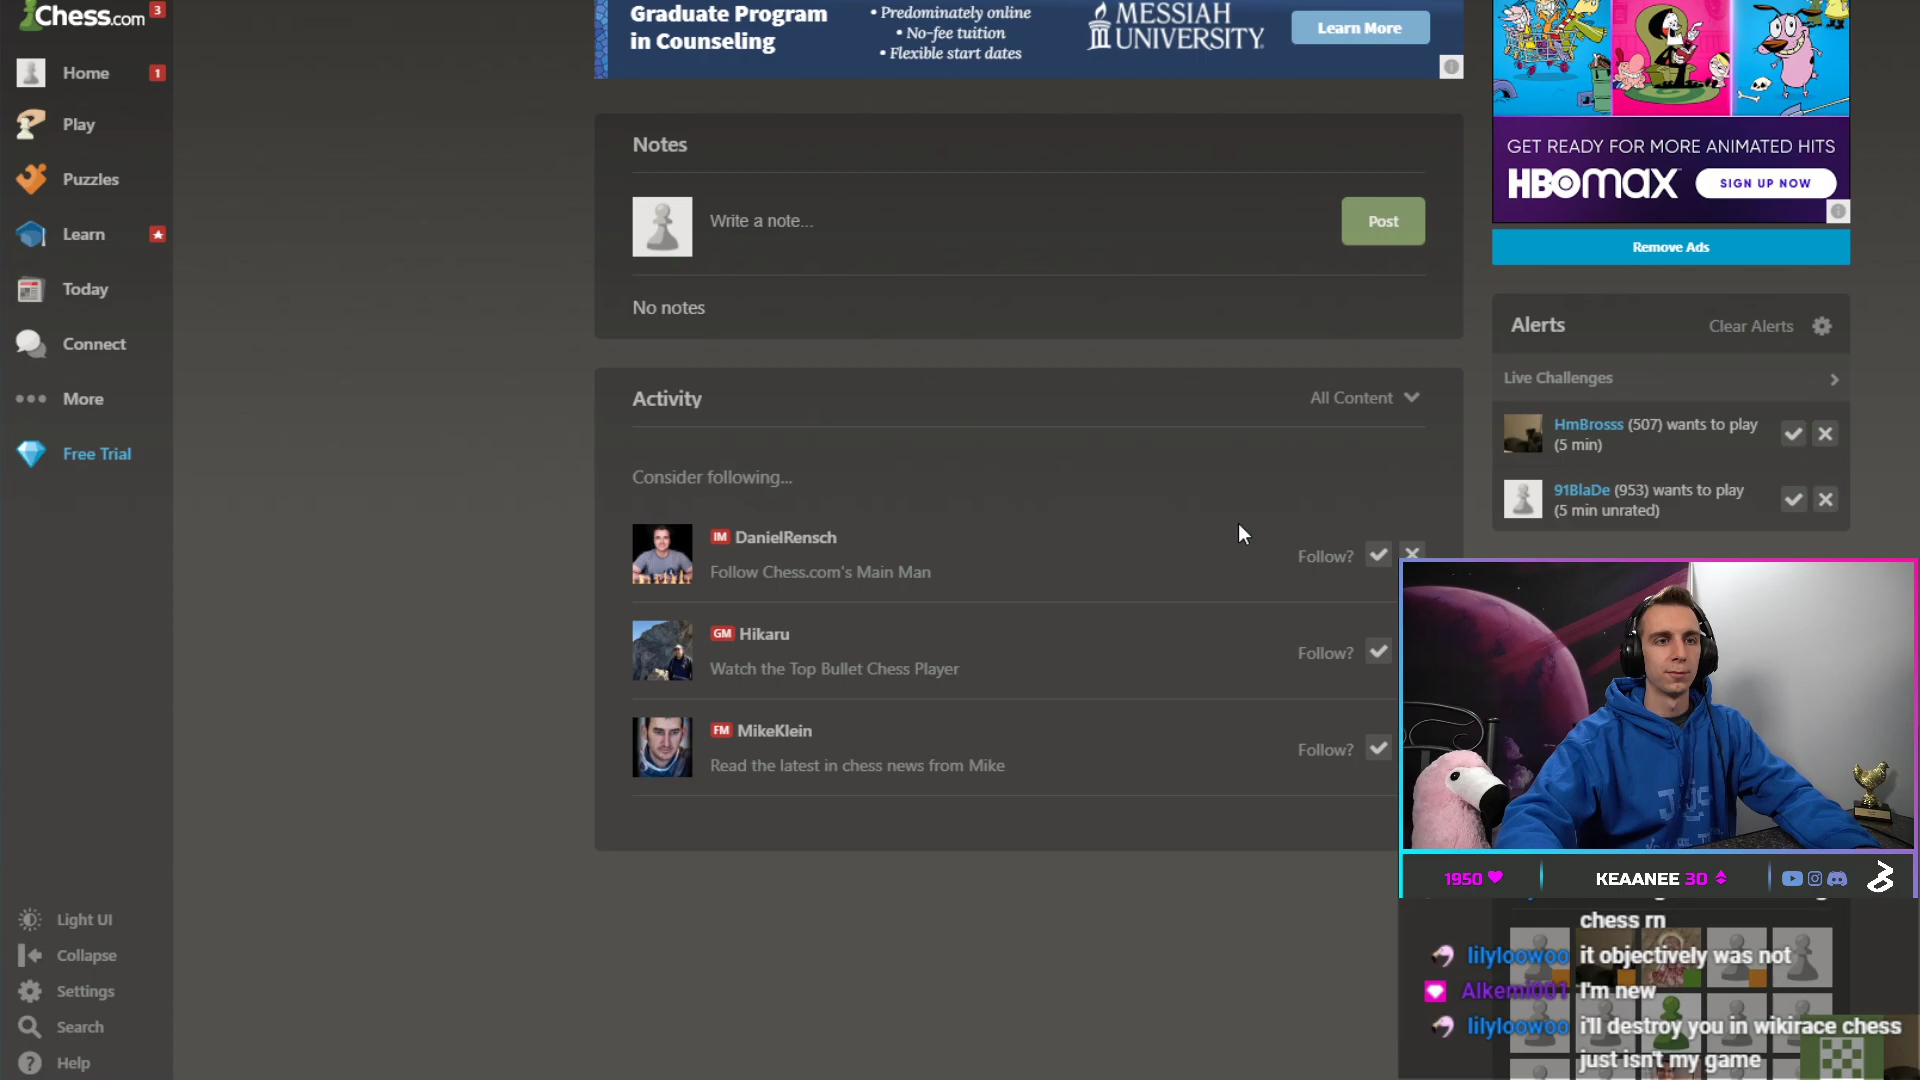 Chess.com 3
Home 1
Play
Puzzles
Learn
Today
Connect
More
Free Trial
Light UI
Collapse
Settings
Search
Help
Graduate Program
in Counseling
• Predominately online
• No-fee tuition
• Flexible start dates
MESSIAH
UNIVERSITY
Learn More
Notes
Write a note...
Post
No notes
Activity
All Content
Consider following...
IM DanielRensch
Follow Chess.com's Main Man
Follow?
GM Hikaru
Watch the Top Bullet Chess Player
Follow?
FM MikeKlein
Read the latest in chess news from Mike
Follow?
GET READY FOR MORE ANIMATED HITS
HBOmax SIGN UP NOW
Remove Ads
Alerts
Clear Alerts
Live Challenges
HmBrosss (507) wants to play
(5 min)
91BlaDe (953) wants to play
(5 min unrated)
1950
KEAANEE 30
chess rn
lilyloowoo it objectively was not
Alkemi001 I'm new
lilyloowoo i'll destroy you in wikirace chess
just isn't my game